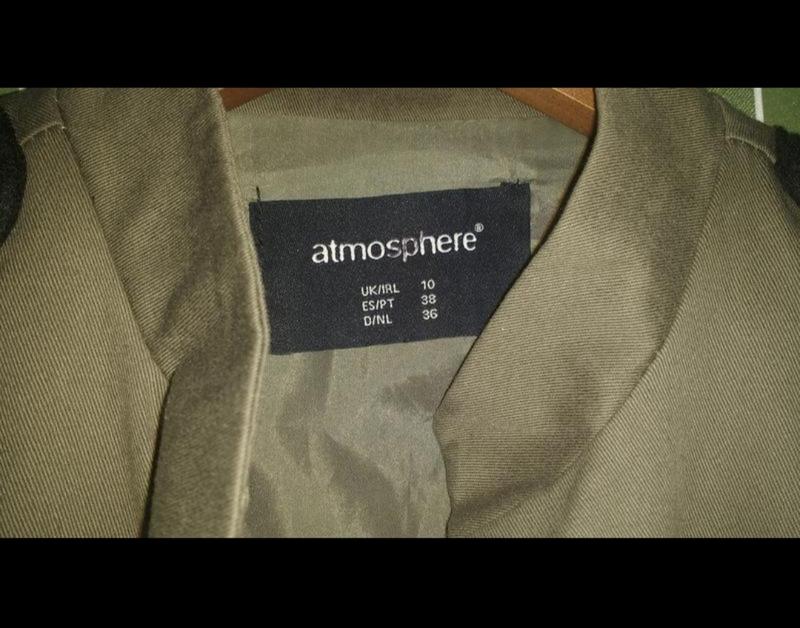 atmosphere®
UK/IRL 10
ES/PT 38
D/NL 36